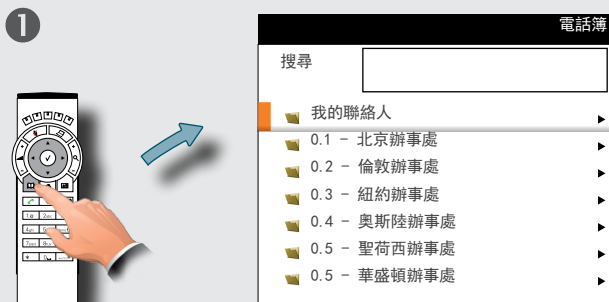 1
電話簿
搜尋
我的聯絡人
0.1 - 北京辦事處
0.2 - 倫敦辦事處
0.3 - 紐約辦事處
0.4 - 奧斯陸辦事處
0.5 - 聖荷西辦事處
0.5 - 華盛頓辦事處